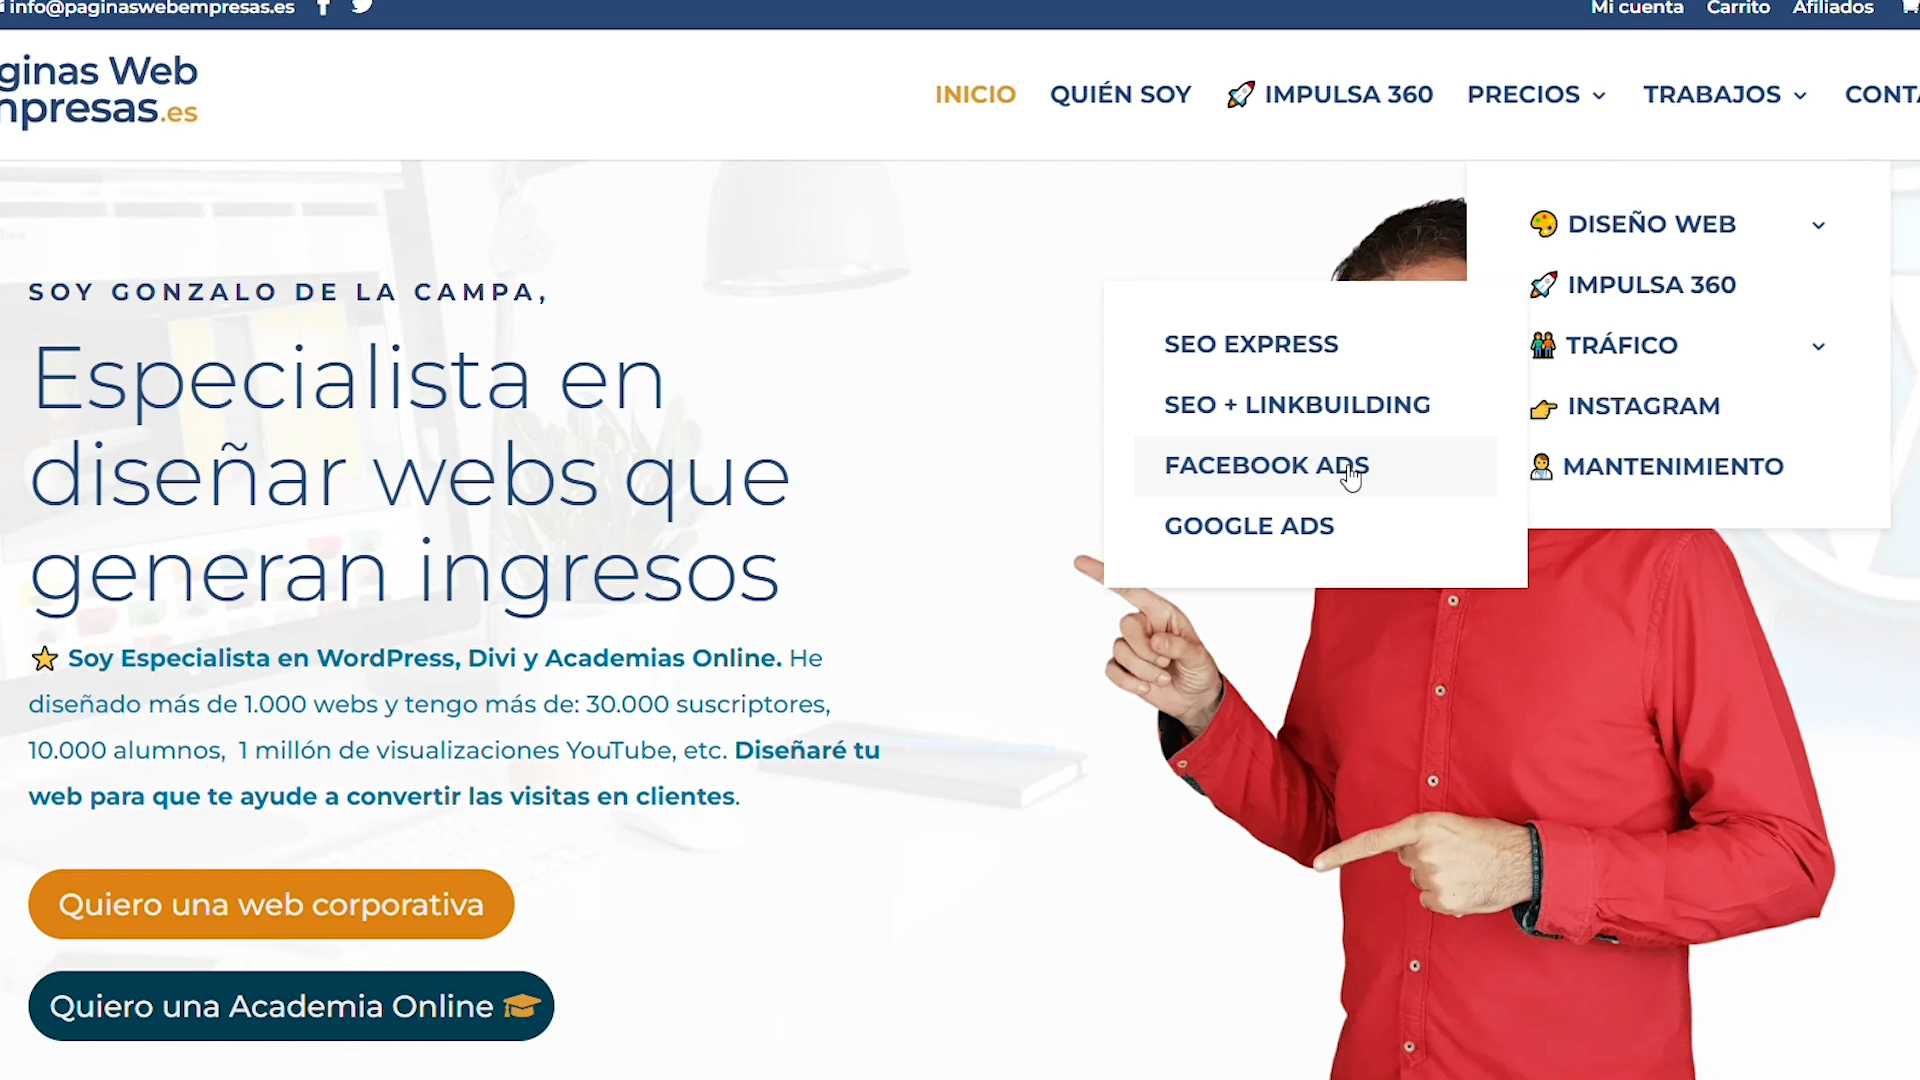 info@paginaswebempresas.es
Mi cuenta Carrito Afiliados
ginas Web
mpresas.es
INICIO QUIÉN SOY IMPULSA 360 PRECIOS TRABAJOS CONTA
DISEÑO WEB
IMPULSA 360
TRÁFICO
INSTAGRAM
MANTENIMIENTO
SEO EXPRESS
SEO + LINKBUILDING
FACEBOOK ADS
GOOGLE ADS
SOY GONZALO DE LA CAMPA,
Especialista en
diseñar webs que
generan ingresos
Soy Especialista en WordPress, Divi y Academias Online. He
diseñado más de 1.000 webs y tengo más de: 30.000 suscriptores,
10.000 alumnos, 1 millón de visualizaciones YouTube, etc. Diseñaré tu
web para que te ayude a convertir las visitas en clientes.
Quiero una web corporativa
Quiero una Academia Online